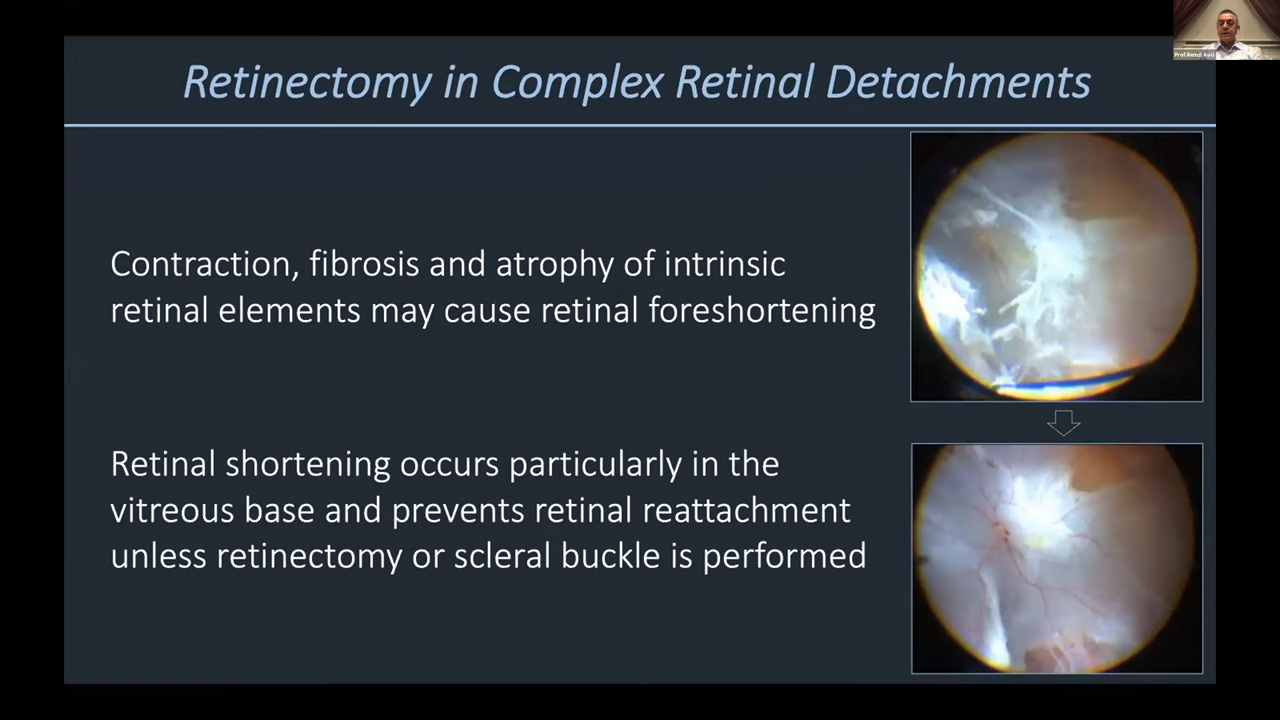 Retinectomy in Complex Retinal Detachments
Contraction, fibrosis and atrophy of intrinsic
retinal elements may cause retinal foreshortening
Retinal shortening occurs particularly in the
vitreous base and prevents retinal reattachment
unless retinectomy or scleral buckle is performed